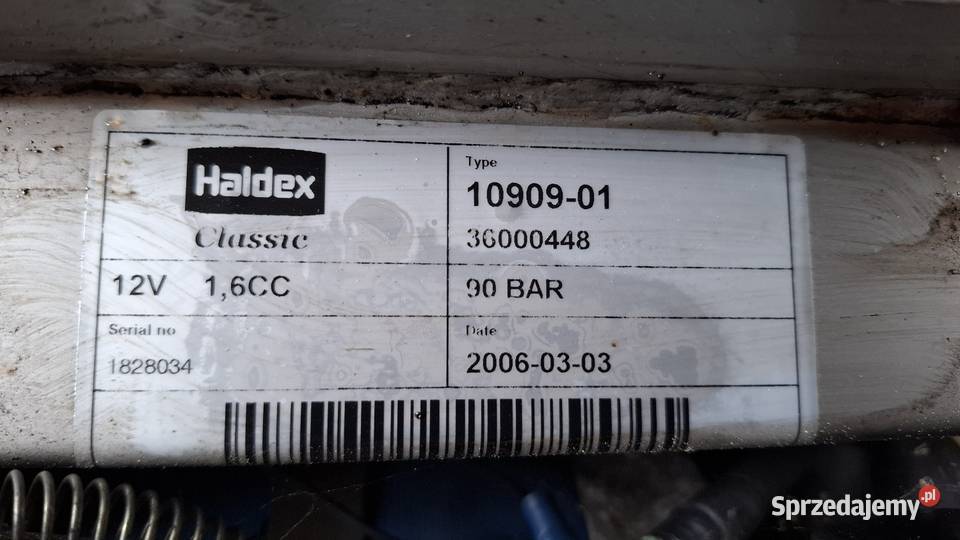 Haldex
Classic
Type
10909-01
36000448
12V 1,6CC
90 BAR
Serial no
1828034
Date
2006-03-03
Sprzedajemy.pl